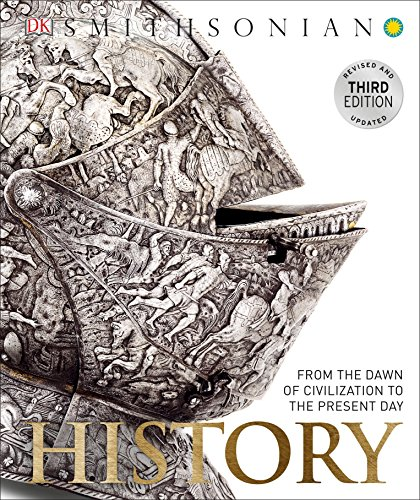 DK SMITHSONIAN
REVISED AND
THIRD
EDITION
UPDATED
FROM THE DAWN
OF CIVILIZATION TO
THE PRESENT DAY
HISTORY